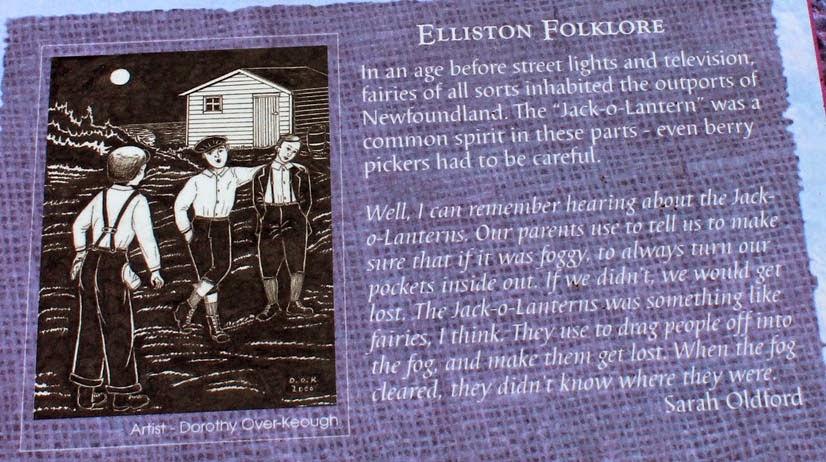 ELLISTON FOLKLORE
In an age before street lights and television,
fairies of all sorts inhabited the outports of
Newfoundland. The "Jack-o-Lantern" was a
common spirit in these parts - even berry
pickers had to be careful.
Well, I can remember hearing about the Jack-
o-Lanterns. Our parents use to tell us to make
sure that if it was foggy, to always turn our
pockets inside out. If we didn't, we would get
lost. The Jack-o-Lanterns was something like
fairies, I think. They use to drag people off into
the fog, and make them get lost. When the fog
cleared, they didn't know where they were.
Sarah Oldford
D.O.K
2006
Artist - Dorothy Over-Keough